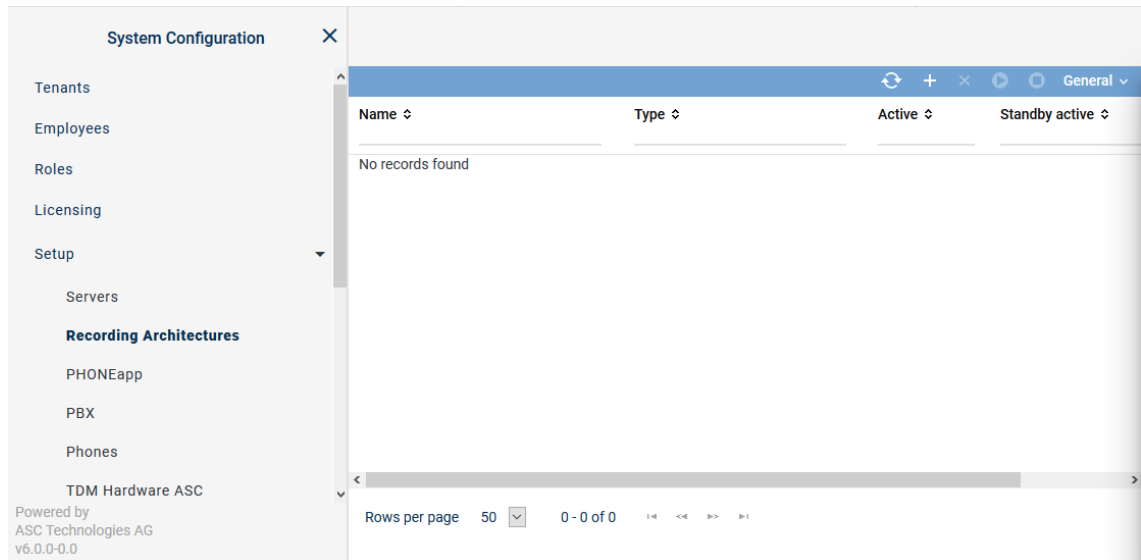 System Configuration
Tenants
Employees
Roles
Licensing
Setup
Servers
Recording Architectures
PHONEapp
PBX
Phones
TDM Hardware ASC
Powered by
ASC Technologies AG
v6.0.0-0.0
General
Name Type Active Standby active
No records found
Rows per page 50 0 - 0 of 0